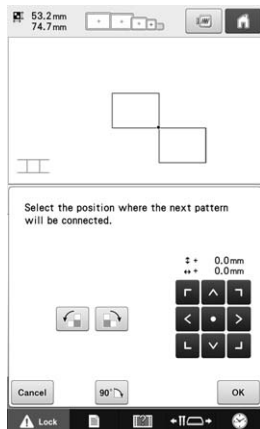 53.2mm
74.7mm
Select the position where the next pattern
will be connected.
+ 0.0mm
+ 0.0mm
Cancel
90°
OK
Lock